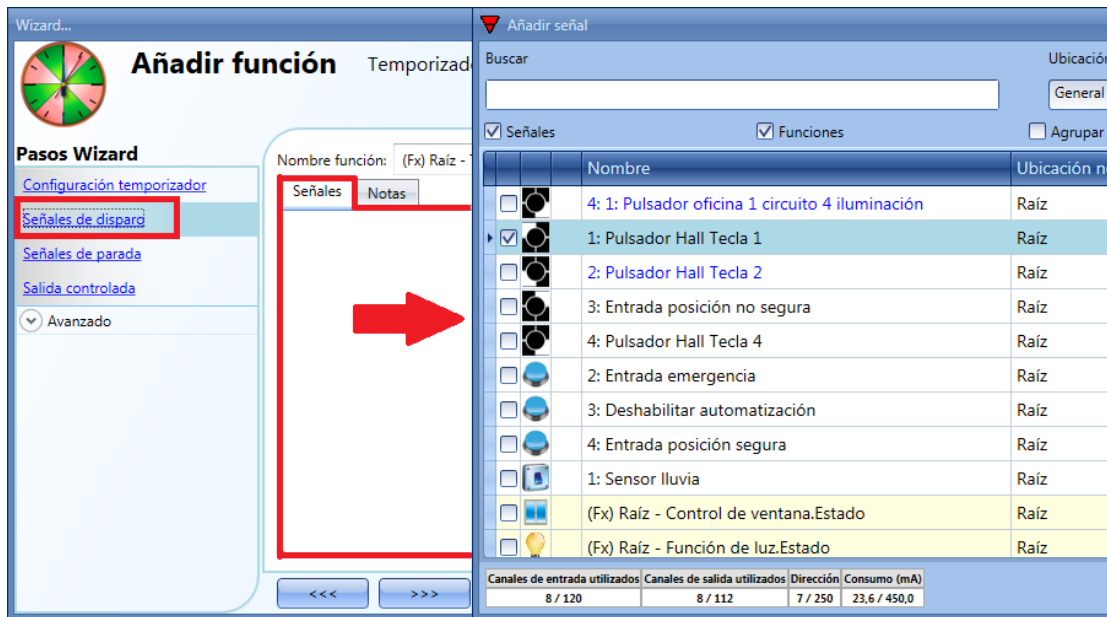 Wizard...
Añadir función Temporizad
Pasos Wizard
Configuración temporizador
Señales de disparo
Señales de parada
Salida controlada
Avanzado
Nombre función: (Fx) Raíz -
Señales Notas
<<< >>>
Añadir señal
Buscar Ubicación
General
Señales Funciones Agrupar
Nombre Ubicación n
4: 1: Pulsador oficina 1 circuito 4 iluminación Raíz
1: Pulsador Hall Tecla 1 Raíz
2: Pulsador Hall Tecla 2 Raíz
3: Entrada posición no segura Raíz
4: Pulsador Hall Tecla 4 Raíz
2: Entrada emergencia Raíz
3: Deshabilitar automatización Raíz
4: Entrada posición segura Raíz
1: Sensor lluvia Raíz
(Fx) Raíz - Control de ventana.Estado Raíz
(Fx) Raíz - Función de luz.Estado Raíz
Canales de entrada utilizados Canales de salida utilizados Dirección Consumo (mA)
8 / 120 8 / 112 7 / 250 23,6 / 450,0